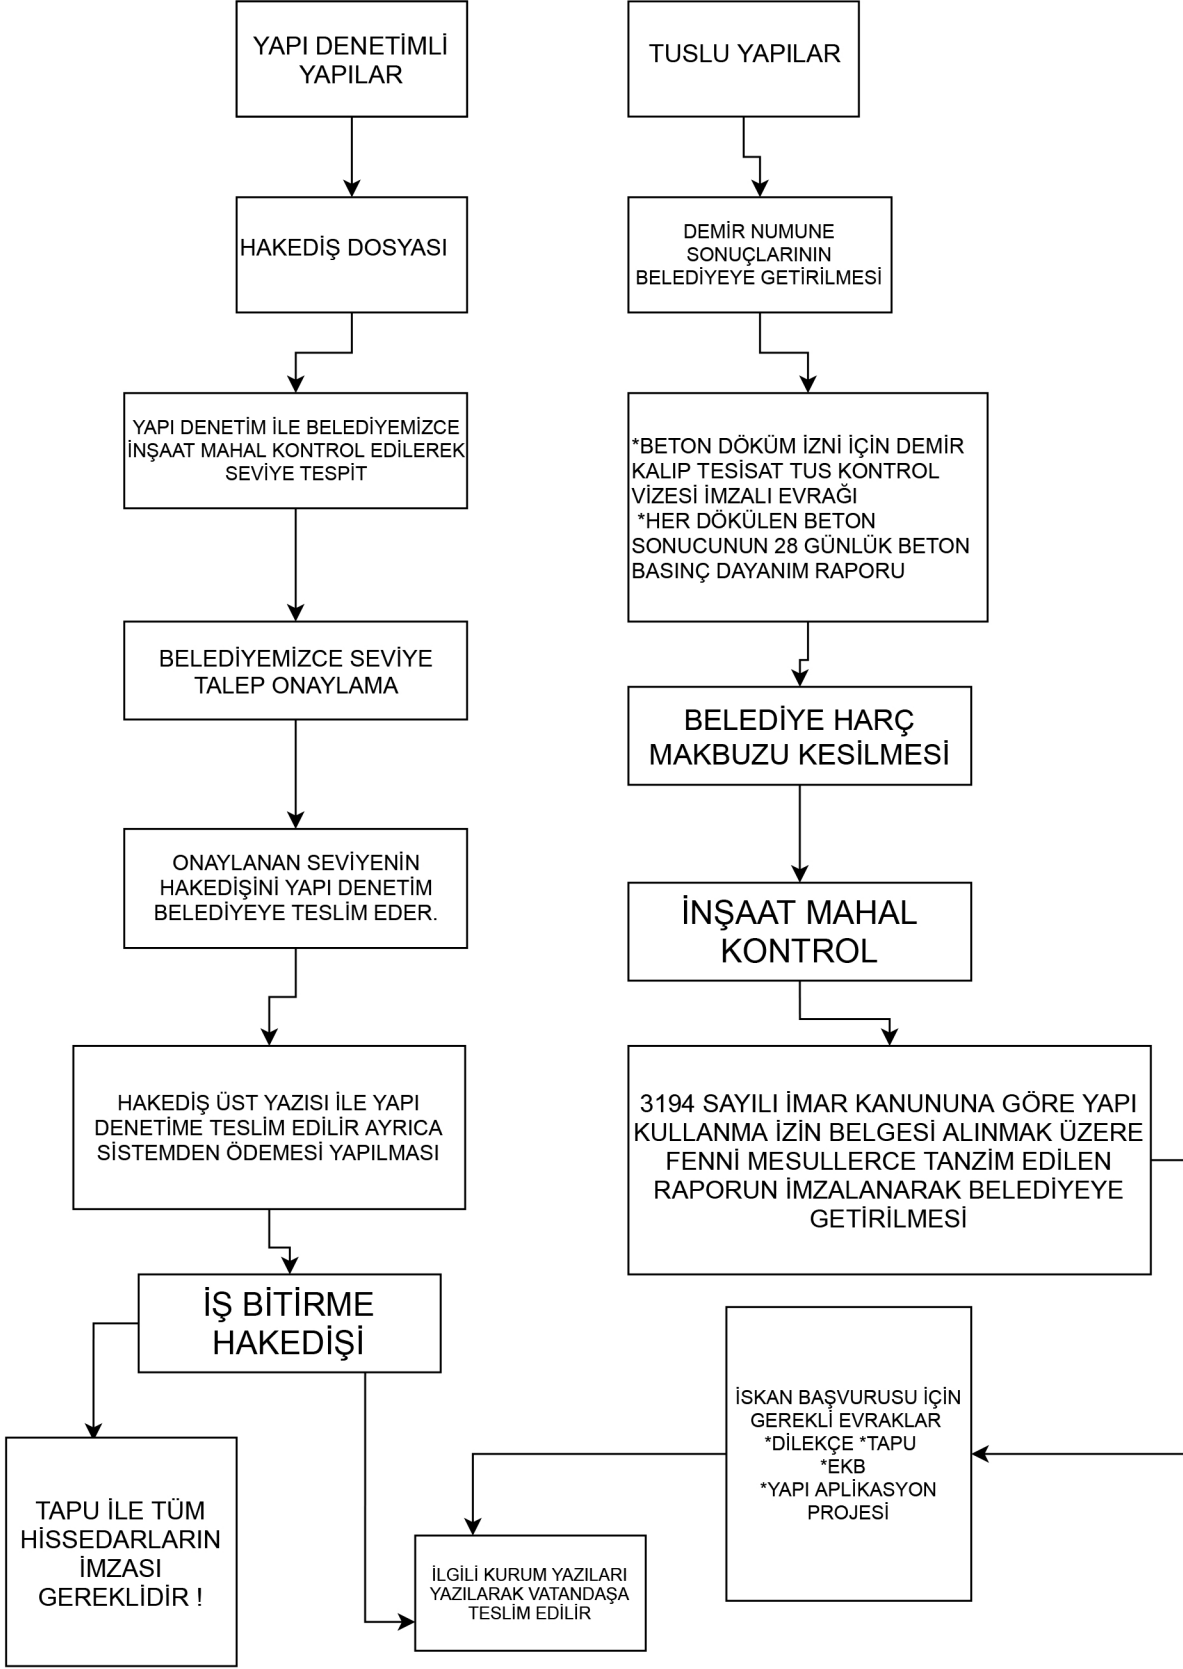 YAPI DENETİMLİ
YAPILAR
HAKEDİŞ DOSYASI
YAPI DENETİM İLE BELEDİYEMİZCE
İNŞAAT MAHAL KONTROL EDİLEREK
SEVİYE TESPİT
BELEDİYEMİZCE SEVİYE
TALEP ONAYLAMA
ONAYLANAN SEVİYENİN
HAKEDİŞİNİ YAPI DENETİM
BELEDİYEYE TESLİM EDER.
HAKEDİŞ ÜST YAZISI İLE YAPI
DENETİME TESLİM EDİLİR AYRICA
SİSTEMDEN ÖDEMESİ YAPILMASI
İŞ BİTİRME
HAKEDİŞİ
TAPU İLE TÜM
HİSSEDARLARIN
İMZASI
GEREKLİDİR !
TUSLU YAPILAR
DEMİR NUMUNE
SONUÇLARININ
BELEDİYEYE GETİRİLMESİ
*BETON DÖKÜM İZNİ İÇİN DEMİR
KALIP TESİSAT TUS KONTROL
VİZESİ İMZALI EVRAĞI
*HER DÖKÜLEN BETON
SONUCUNUN 28 GÜNLÜK BETON
BASINÇ DAYANIM RAPORU
BELEDİYE HARÇ
MAKBUZU KESİLMESİ
İNŞAAT MAHAL
KONTROL
3194 SAYILI İMAR KANUNUNA GÖRE YAPI
KULLANMA İZİN BELGESİ ALINMAK ÜZERE
FENNİ MESULLERCE TANZİM EDİLEN
RAPORUN İMZALANARAK BELEDİYEYE
GETİRİLMESİ
İSKAN BAŞVURUSU İÇİN
GEREKLİ EVRAKLAR
*DİLEKÇE *TAPU
*EKB
*YAPI APLİKASYON
PROJESİ
İLGİLİ KURUM YAZILARI
YAZILARAK VATANDAŞA
TESLİM EDİLİR